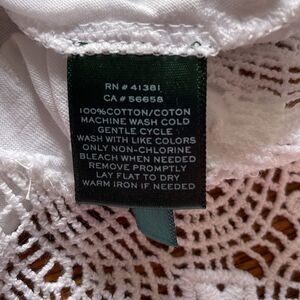 RN # 41381
CA # 56658
100%COTTON/COTON
MACHINE WASH COLD
GENTLE CYCLE
WASH WITH LIKE COLORS
ONLY NON-CHLORINE
BLEACH WHEN NEEDED
REMOVE PROMPTLY
LAY FLAT TO DRY
WARM IRON IF NEEDED